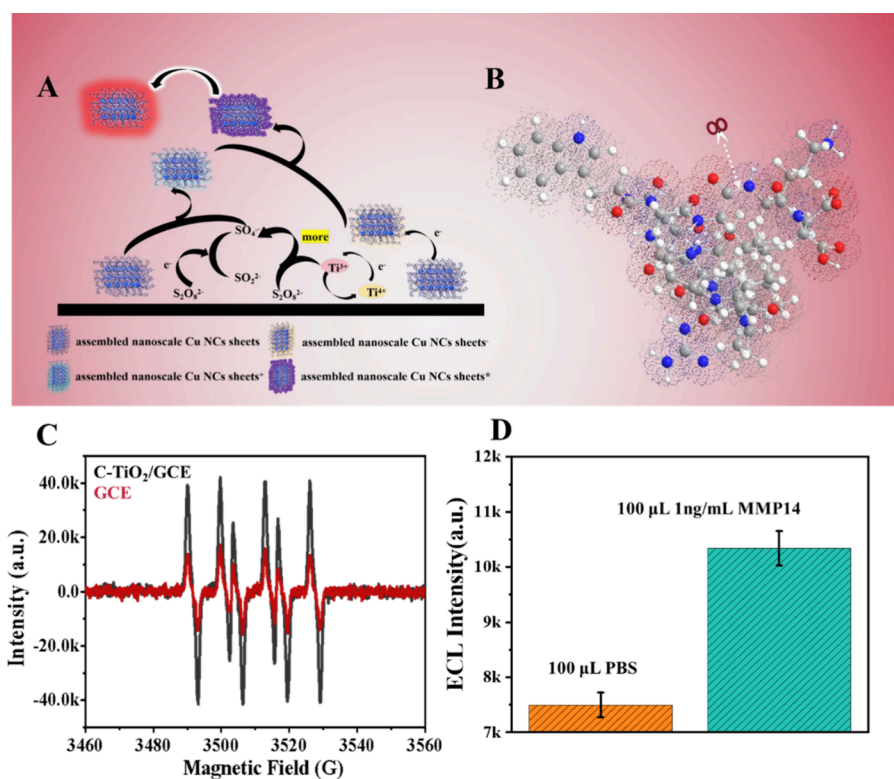 A
SO₄·⁻
more
e⁻
Ti³⁺
e⁻
e⁻
SO₂²⁻
S₂O₈²⁻
S₂O₈²⁻
Ti⁴⁺
assembled nanoscale Cu NCs sheets
assembled nanoscale Cu NCs sheets⁻
assembled nanoscale Cu NCs sheets⁺
assembled nanoscale Cu NCs sheets*
B
C
C-TiO₂/GCE
GCE
Intensity (a.u.)
40.0k
20.0k
0.0
-20.0k
-40.0k
3460
3480
3500
3520
3540
3560
Magnetic Field (G)
D
ECL Intensity(a.u.)
12k
11k
10k
9k
8k
7k
100 μL 1ng/mL MMP14
100 μL PBS